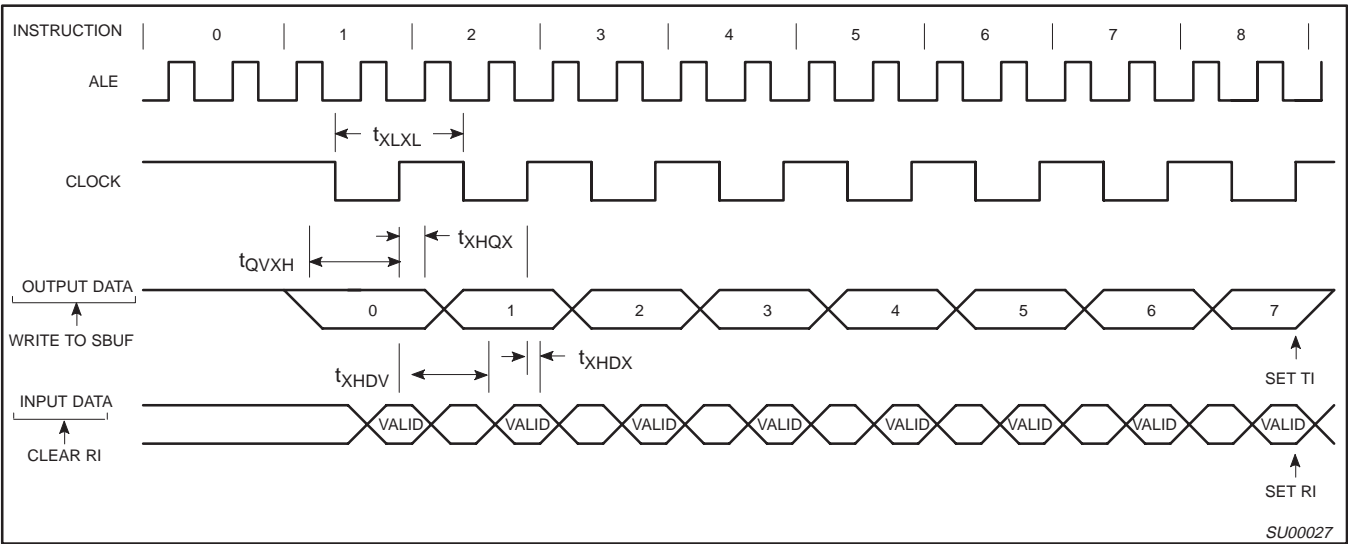 INSTRUCTION 0 1 2 3 4 5 6 7 8
ALE
tXLXL
CLOCK
tXHQX
tQVXH
OUTPUT DATA
0 1 2 3 4 5 6 7
WRITE TO SBUF
tXHDX
tXHDV
SET TI
INPUT DATA
VALID VALID VALID VALID VALID VALID VALID VALID
CLEAR RI
SET RI
SU00027